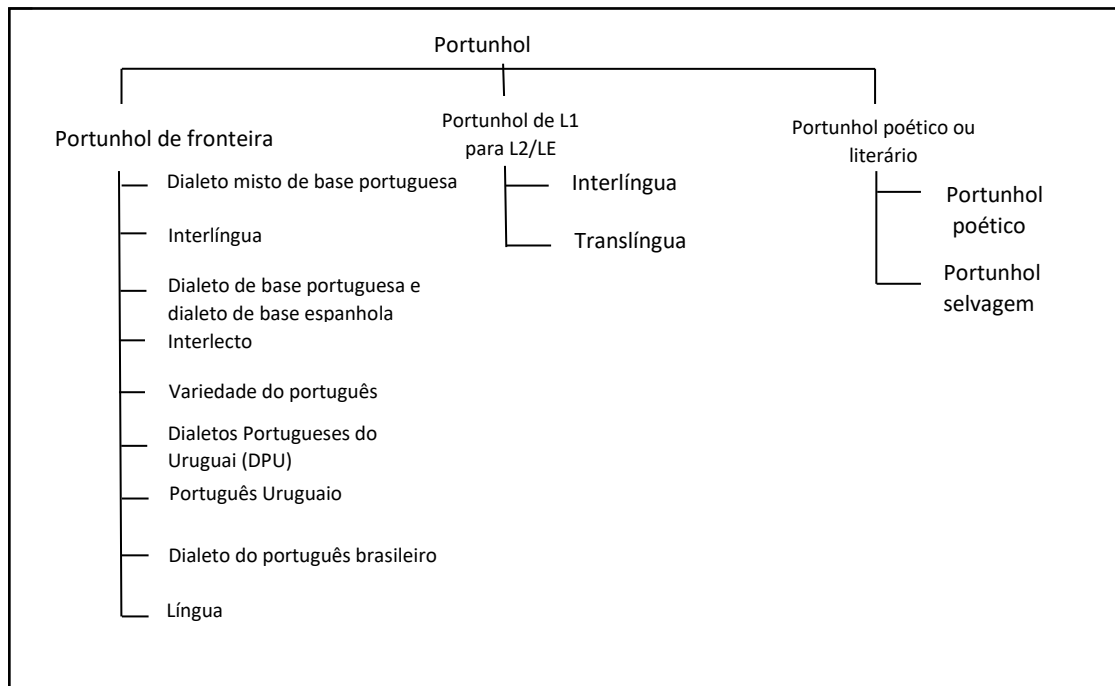 Portunhol
Portunhol de fronteira
Dialeto misto de base portuguesa
Interlíngua
Dialeto de base portuguesa e
dialeto de base espanhola
Interlecto
Variedade do português
Dialetos Portugueses do
Uruguai (DPU)
Português Uruguaio
Dialeto do português brasileiro
Língua
Portunhol de L1
para L2/LE
Interlíngua
Translíngua
Portunhol poético ou
literário
Portunhol
poético
Portunhol
selvagem